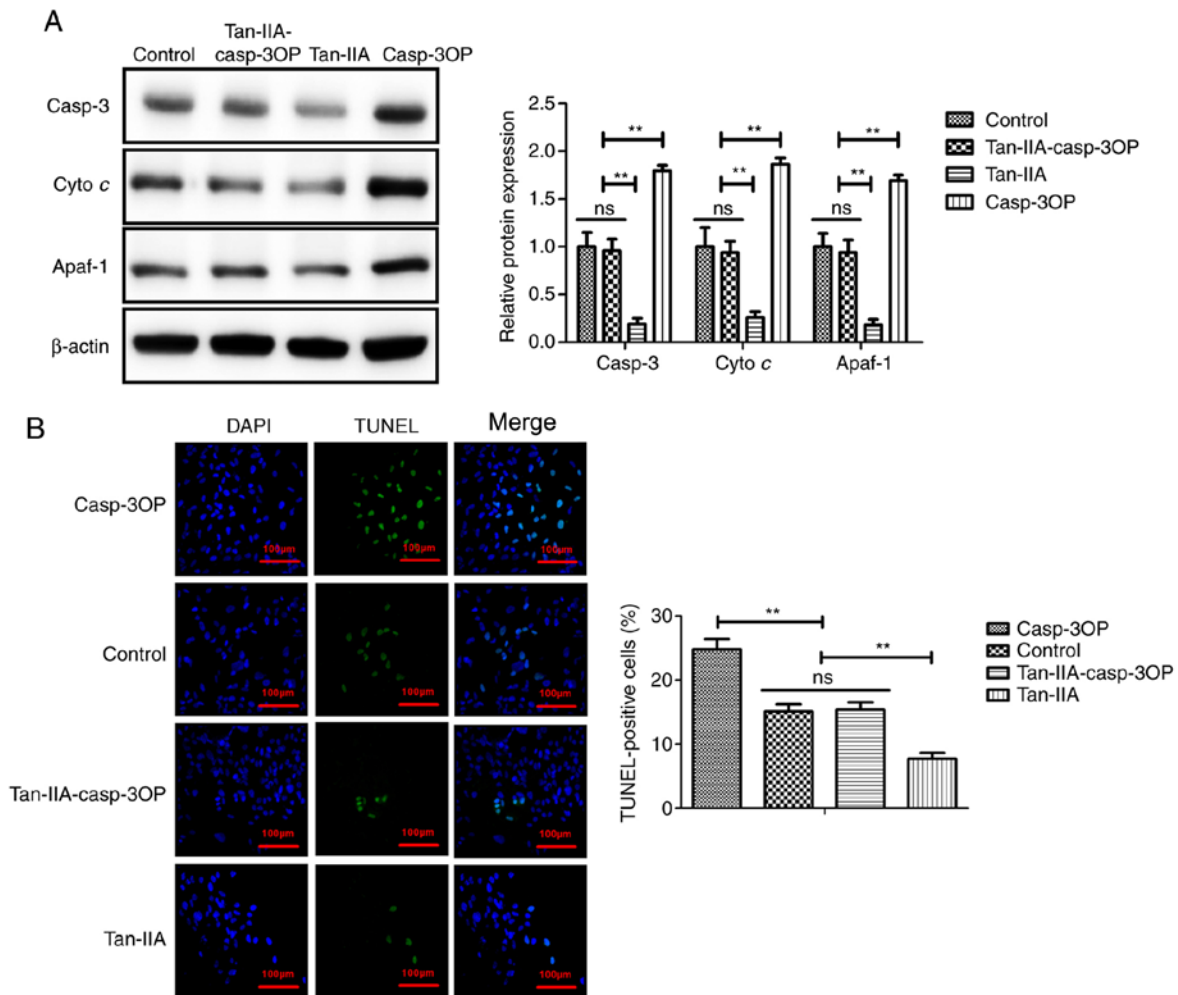 A
Tan-IIA-
Control casp-3OP Tan-IIA Casp-3OP
Casp-3
Cyto c
Apaf-1
β-actin
Relative protein expression
2.5
2.0
1.5
1.0
0.5
0.0
** ** **
** ** **
ns ns ns
Casp-3 Cyto c Apaf-1
Control
Tan-IIA-casp-3OP
Tan-IIA
Casp-3OP
B
DAPI TUNEL Merge
Casp-3OP
100µm 100µm 100µm
Control
100µm 100µm 100µm
Tan-IIA-casp-3OP
100µm 100µm 100µm
Tan-IIA
100µm 100µm 100µm
TUNEL-positive cells (%)
30
20
10
0
**
**
ns
Casp-3OP
Control
Tan-IIA-casp-3OP
Tan-IIA